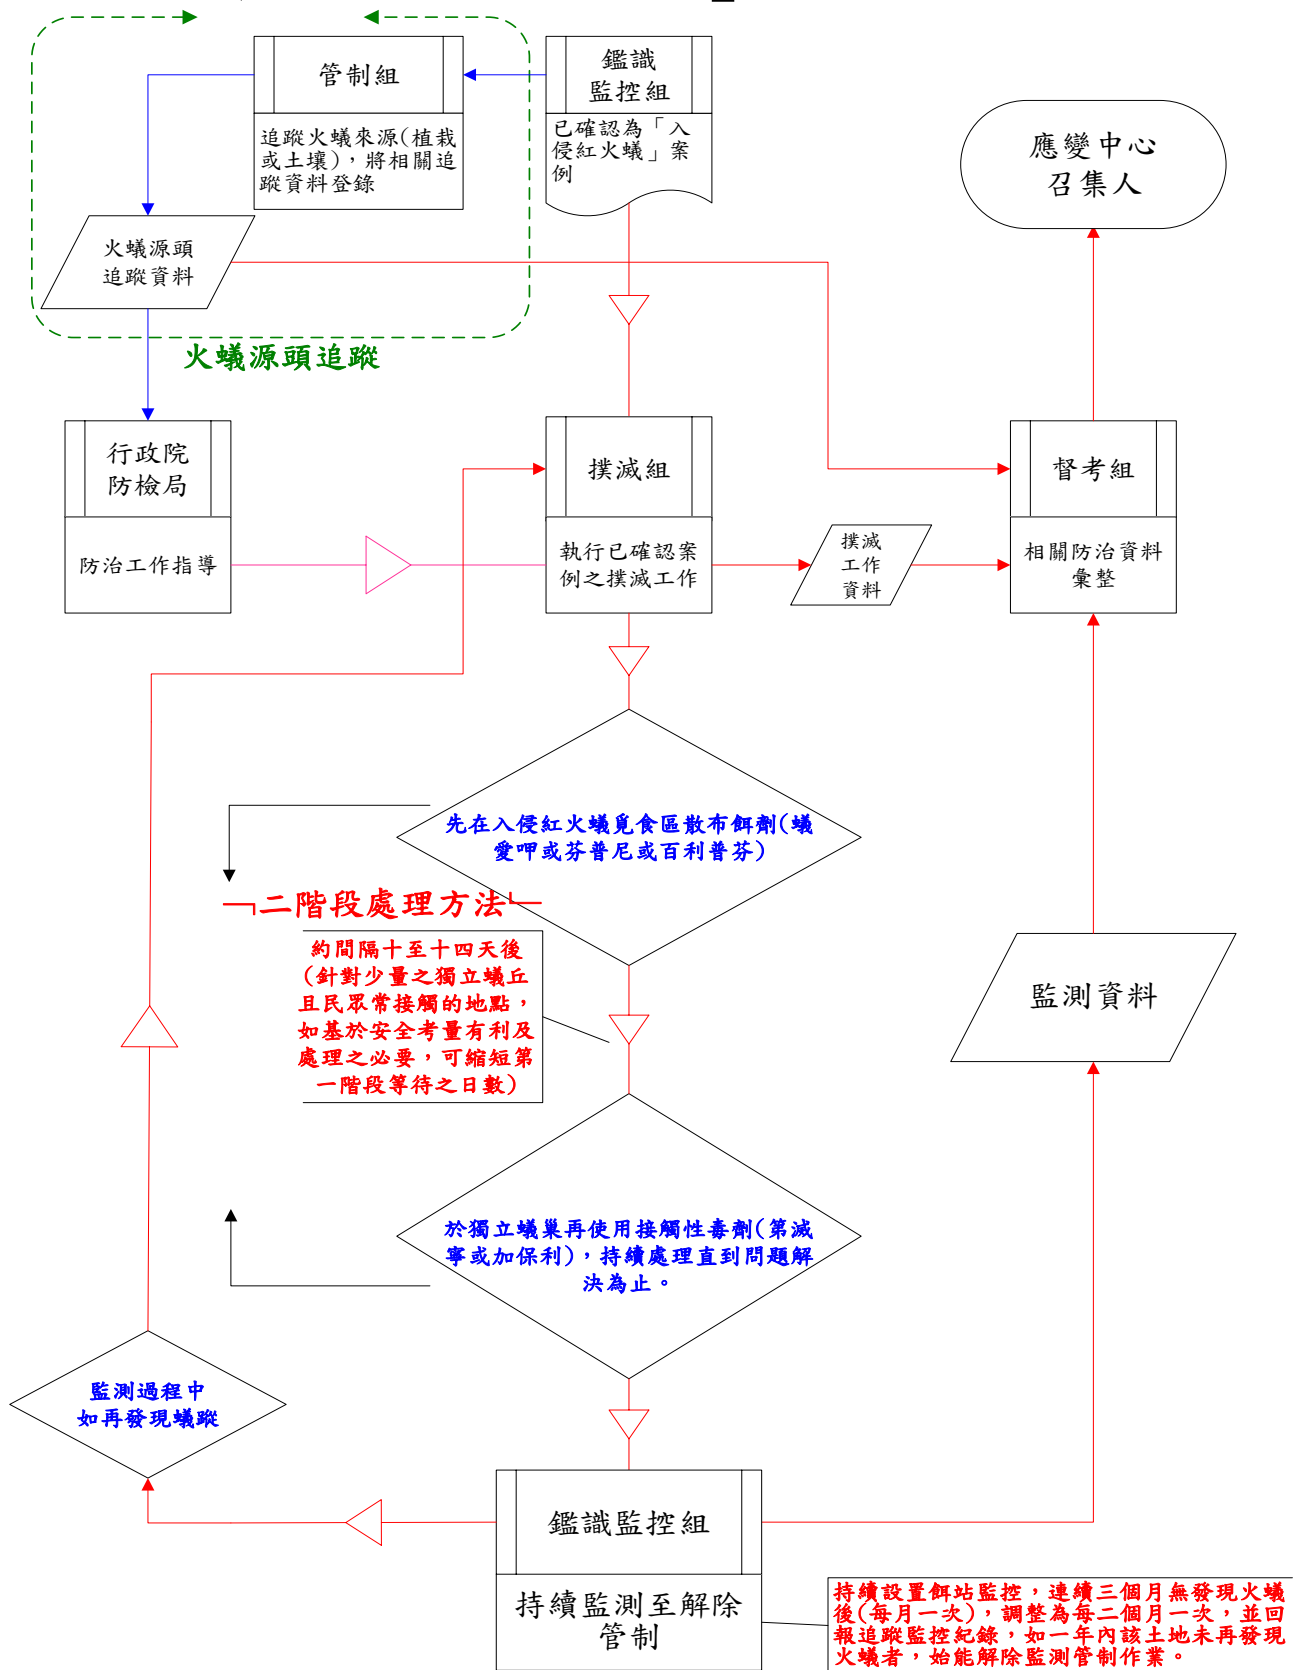 管制組
追蹤火蟻來源(植栽
或土壤)，將相關追
蹤資料登錄
鑑識
監控組
已確認為「入
侵紅火蟻」案
例
應變中心
召集人
火蟻源頭
追蹤資料
火蟻源頭追蹤
行政院
防檢局
防治工作指導
撲滅組
執行已確認案
例之撲滅工作
撲滅
工作
資料
督考組
相關防治資料
彙整
先在入侵紅火蟻覓食區散布餌劑(蟻
愛呷或芬普尼或百利普芬)
﹁二階段處理方法﹂
約間隔十至十四天後
(針對少量之獨立蟻丘
且民眾常接觸的地點，
如基於安全考量有利及
處理之必要，可縮短第
一階段等待之日數)
監測資料
於獨立蟻巢再使用接觸性毒劑(第滅
寧或加保利)，持續處理直到問題解
決為止。
監測過程中
如再發現蟻蹤
鑑識監控組
持續監測至解除
管制
持續設置餌站監控，連續三個月無發現火蟻
後(每月一次)，調整為每二個月一次，並回
報追蹤監控紀錄，如一年內該土地未再發現
火蟻者，始能解除監測管制作業。